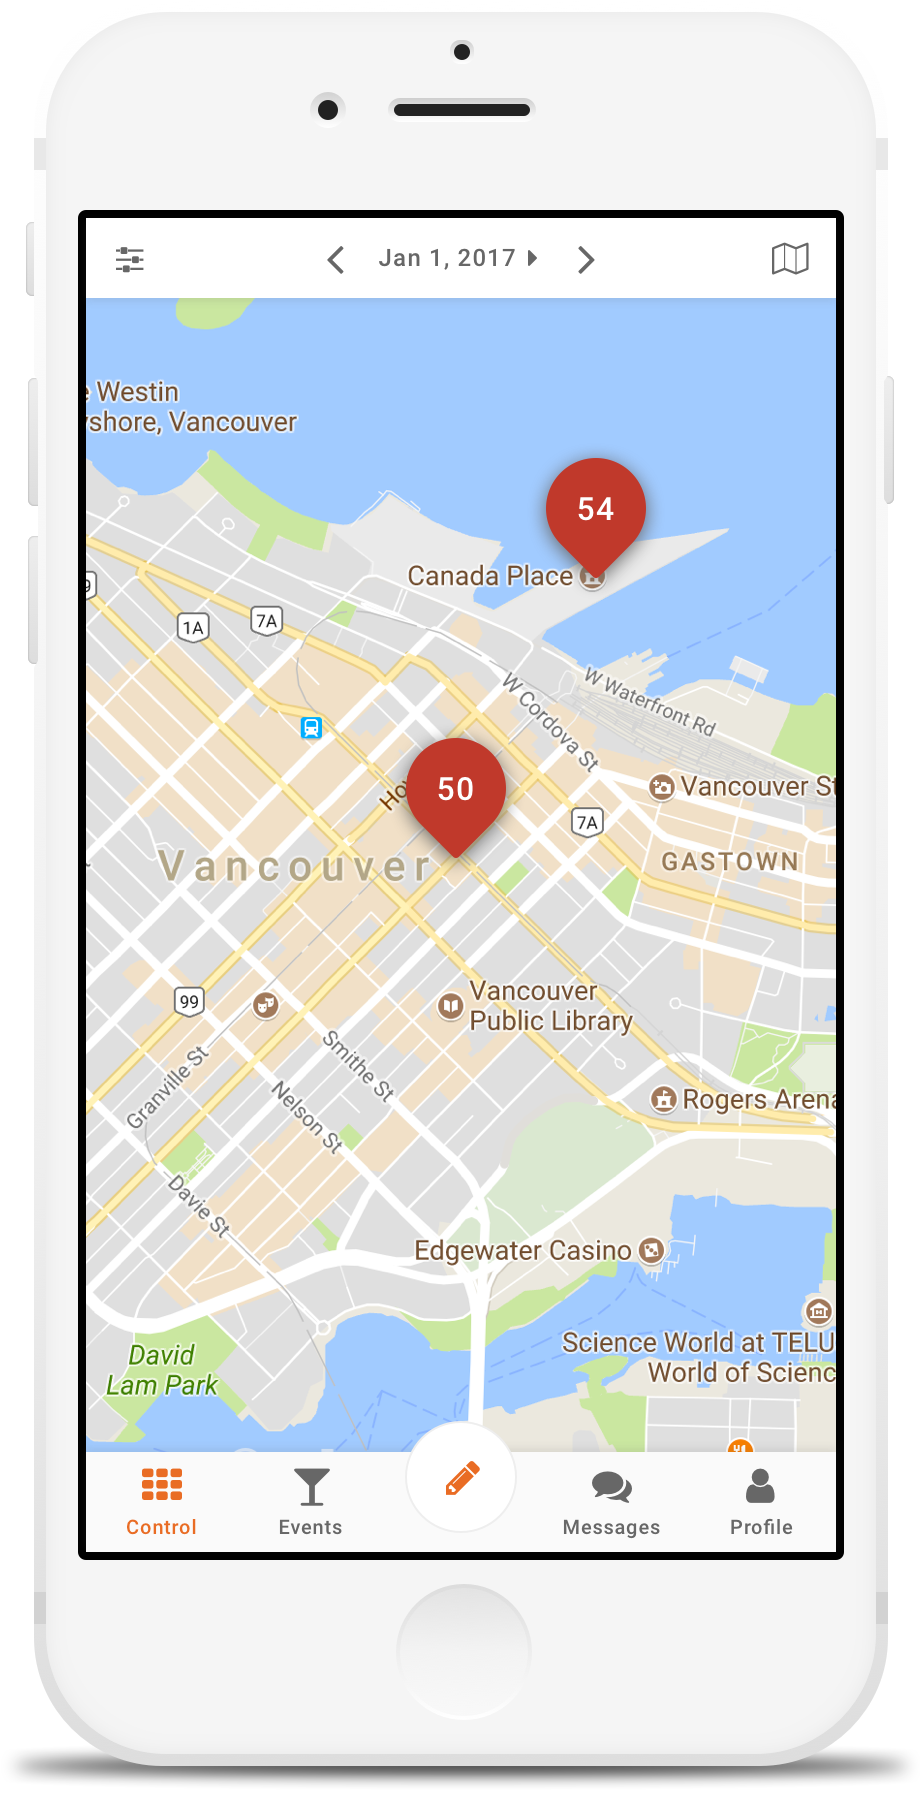 Jan 1, 2017
Westin
shore, Vancouver
54
Canada Place
1A
7A
W Cordova St
W Waterfront Rd
50
Vancouver St
7A
Vancouver
GASTOWN
99
Vancouver
Public Library
Granville St
Smithe St
Nelson St
Rogers Arena
Davie St
Edgewater Casino
Science World at TELU
World of Scienc
David
Lam Park
Control
Events
Messages
Profile